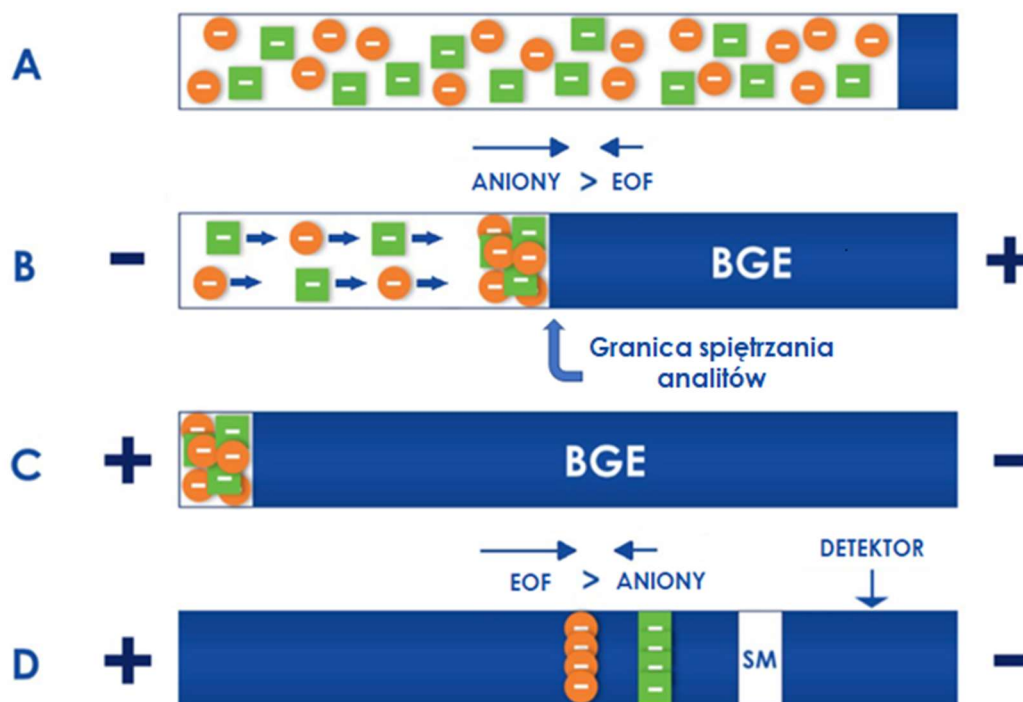 A
ANIONY > EOF
B - BGE +
Granica spiętrzania
analitów
C + BGE -
EOF > ANIONY
DETEKTOR
D + SM -